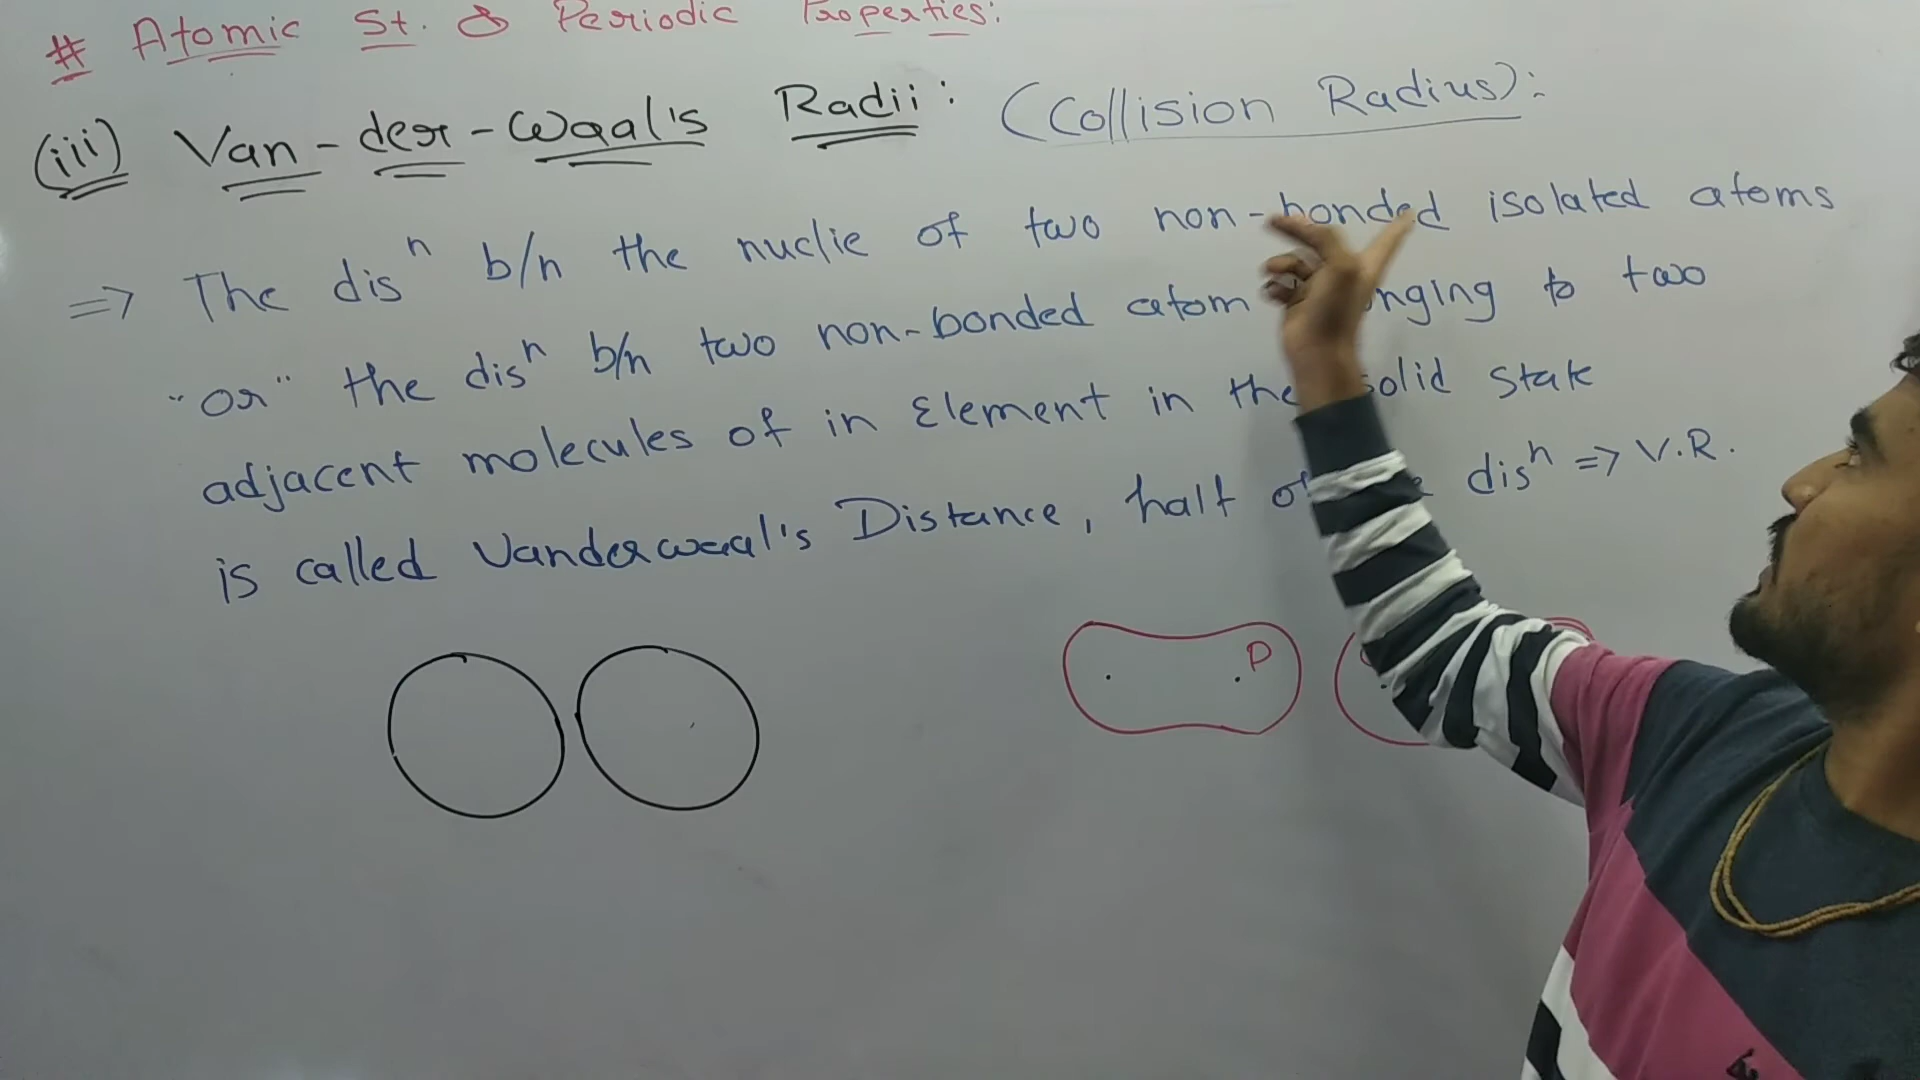 # Atomic St. & Periodic Properties:
(iii) Van-der-waal's Radii: (Collision Radius):
=> The disⁿ b/n the nuclie of two non-bonded isolated atoms
"or" the disⁿ b/n two non-bonded atom to two
adjacent molecules of in Element in the solid state
is called Vanderwaal's Distance, half disⁿ => V.R.
P